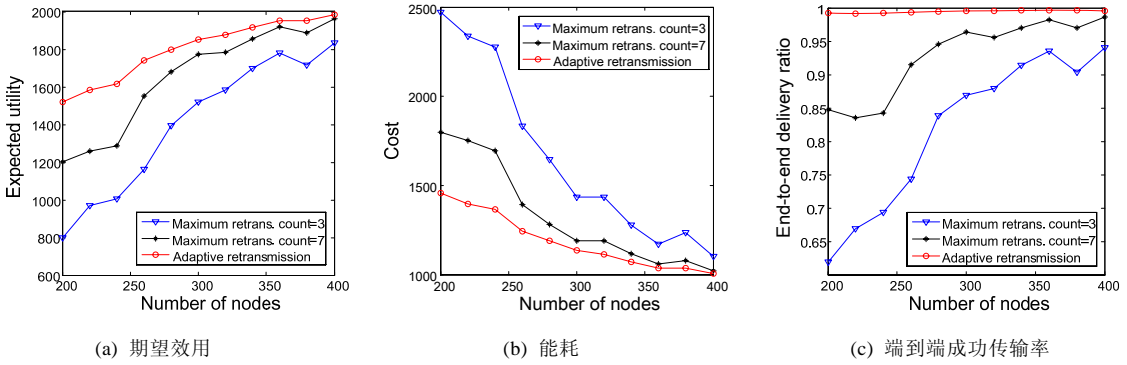 2000
1800
1600
1400
1200
1000
800
600
200
250
300
350
400
Expected utility
Number of nodes
Maximum retrans. count=3
Maximum retrans. count=7
Adaptive retransmission
(a) 期望效用
2500
2000
1500
1000
200
250
300
350
400
Cost
Number of nodes
Maximum retrans. count=3
Maximum retrans. count=7
Adaptive retransmission
(b) 能耗
1
0.95
0.9
0.85
0.8
0.75
0.7
0.65
200
250
300
350
400
End-to-end delivery ratio
Number of nodes
Maximum retrans. count=3
Maximum retrans. count=7
Adaptive retransmission
(c) 端到端成功传输率